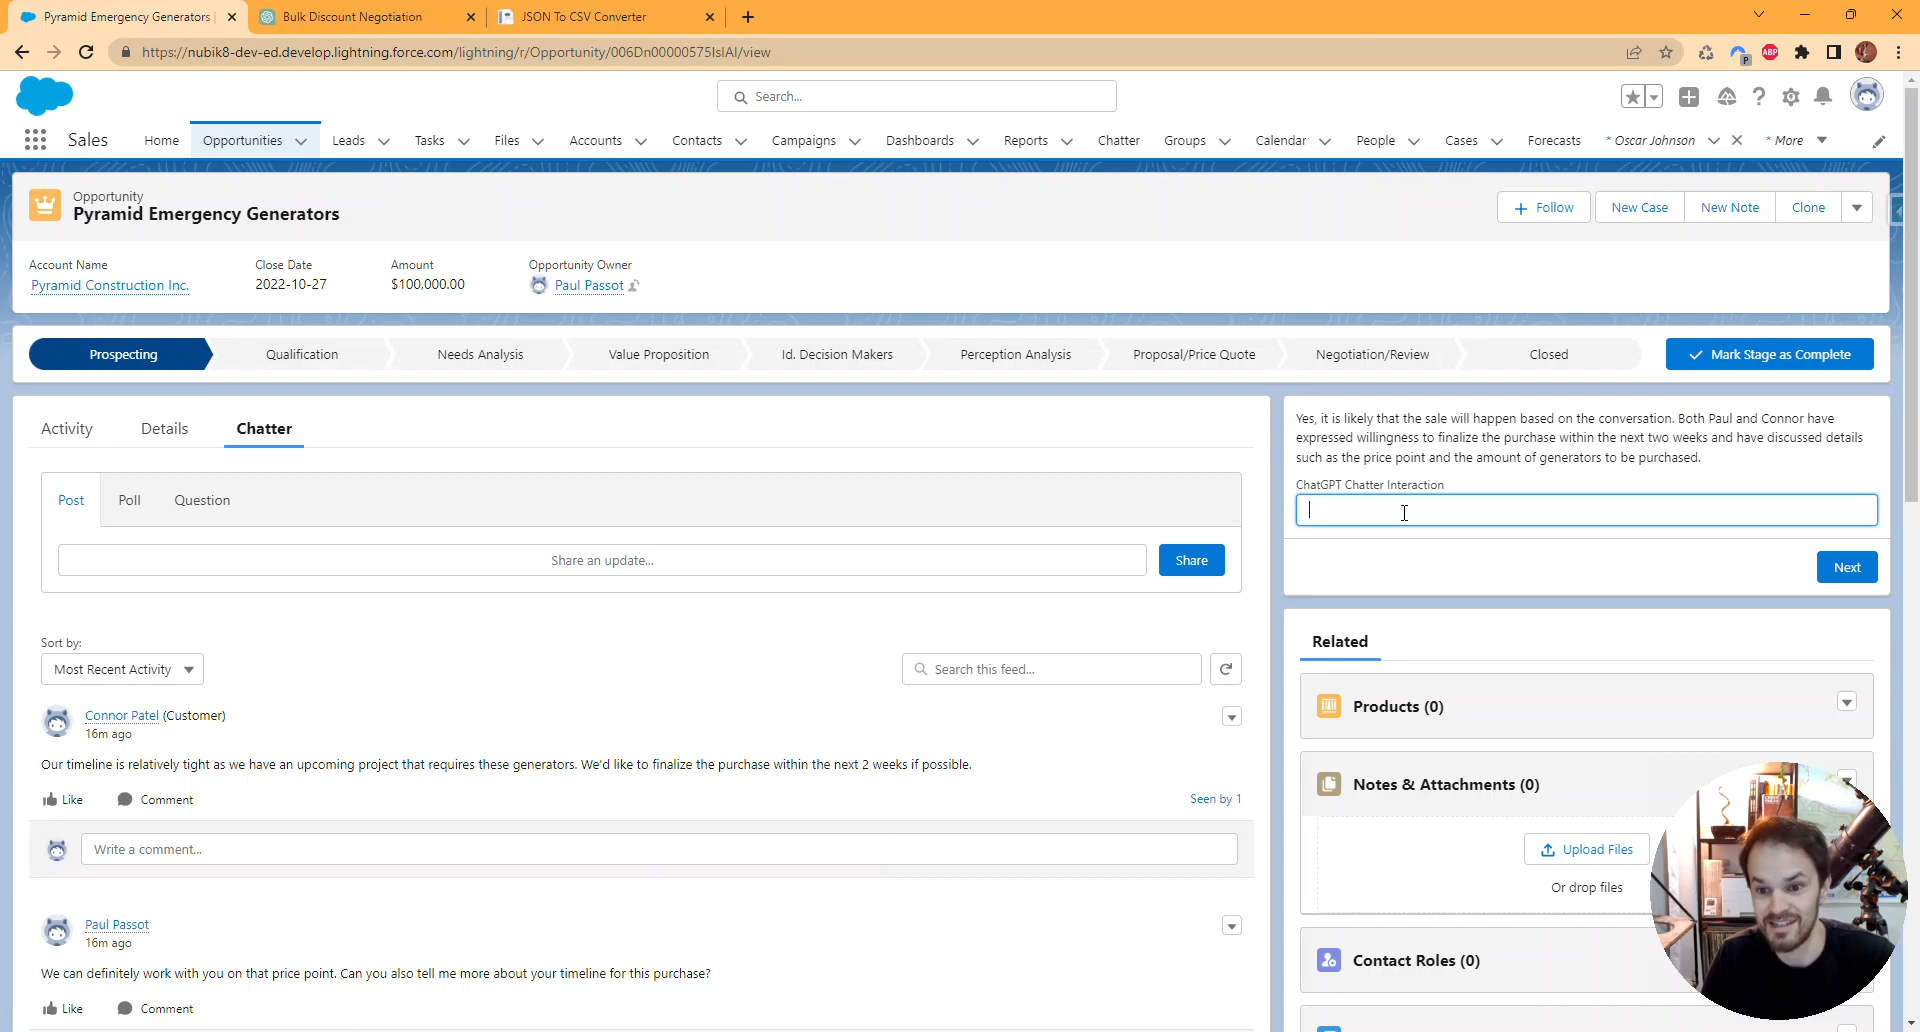 Pyramid Emergency Generators |
Bulk Discount Negotiation
JSON To CSV Converter
https://nubik8-dev-ed.develop.lightning.force.com/lightning/r/Opportunity/006Dn00000575IsIAI/view
ABP
P
Search...
Sales
Home
Opportunities
Leads
Tasks
Files
Accounts
Contacts
Campaigns
Dashboards
Reports
Chatter
Groups
Calendar
People
Cases
Forecasts
* Oscar Johnson
* More
Opportunity
Pyramid Emergency Generators
Follow
New Case
New Note
Clone
Account Name
Close Date
Amount
Opportunity Owner
Pyramid Construction Inc.
2022-10-27
$100,000.00
Paul Passot
Prospecting
Qualification
Needs Analysis
Value Proposition
Id. Decision Makers
Perception Analysis
Proposal/Price Quote
Negotiation/Review
Closed
Mark Stage as Complete
Activity
Details
Chatter
Post
Poll
Question
Share an update...
Share
Sort by:
Most Recent Activity
Search this feed...
Connor Patel (Customer)
16m ago
Our timeline is relatively tight as we have an upcoming project that requires these generators. We'd like to finalize the purchase within the next 2 weeks if possible.
Like
Comment
Seen by 1
Write a comment...
Paul Passot
16m ago
We can definitely work with you on that price point. Can you also tell me more about your timeline for this purchase?
Like
Comment
Yes, it is likely that the sale will happen based on the conversation. Both Paul and Connor have
expressed willingness to finalize the purchase within the next two weeks and have discussed details
such as the price point and the amount of generators to be purchased.
ChatGPT Chatter Interaction
Next
Related
Products (0)
Notes & Attachments (0)
Upload Files
Or drop files
Contact Roles (0)